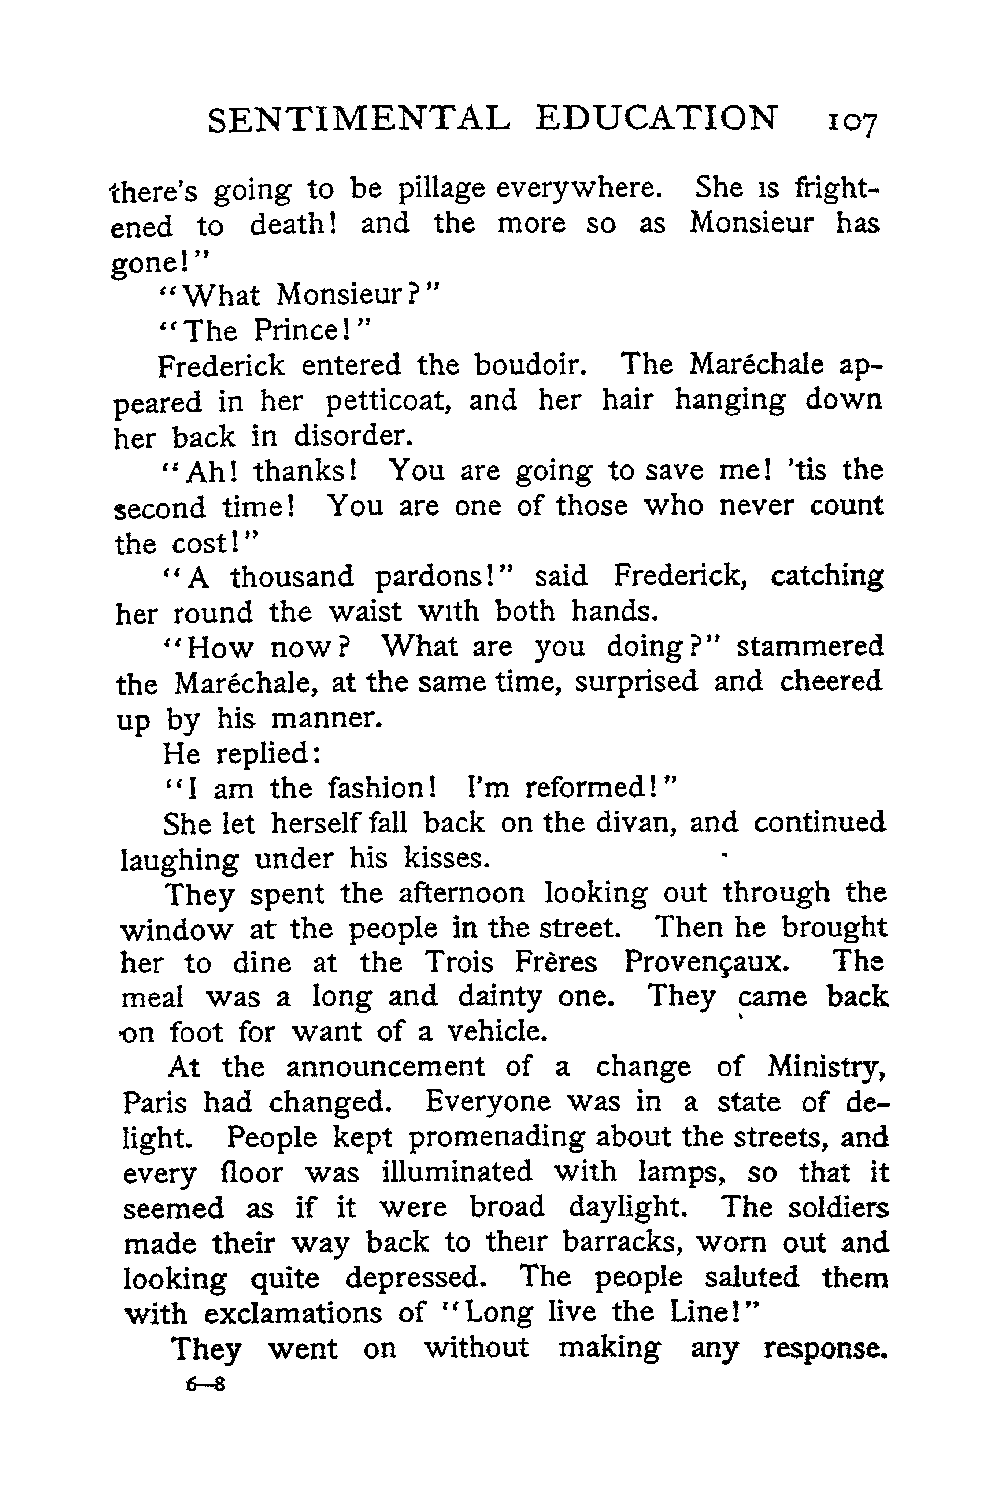 SENTIMENTAL EDUCATION 107
there's going to be pillage everywhere. She is fright-
ened to death! and the more so as Monsieur has
gone!"
"What Monsieur?"
"The Prince!"
Frederick entered the boudoir. The Maréchale ap-
peared in her petticoat, and her hair hanging down
her back in disorder.
"Ah! thanks! You are going to save me! 'tis the
second time! You are one of those who never count
the cost!"
"A thousand pardons!" said Frederick, catching
her round the waist with both hands.
"How now? What are you doing?" stammered
the Maréchale, at the same time, surprised and cheered
up by his manner.
He replied:
"I am the fashion! I'm reformed!"
She let herself fall back on the divan, and continued
laughing under his kisses.
They spent the afternoon looking out through the
window at the people in the street. Then he brought
her to dine at the Trois Frères Provençaux. The
meal was a long and dainty one. They came back
on foot for want of a vehicle.
At the announcement of a change of Ministry,
Paris had changed. Everyone was in a state of de-
light. People kept promenading about the streets, and
every floor was illuminated with lamps, so that it
seemed as if it were broad daylight. The soldiers
made their way back to their barracks, worn out and
looking quite depressed. The people saluted them
with exclamations of "Long live the Line!"
They went on without making any response.
6—8